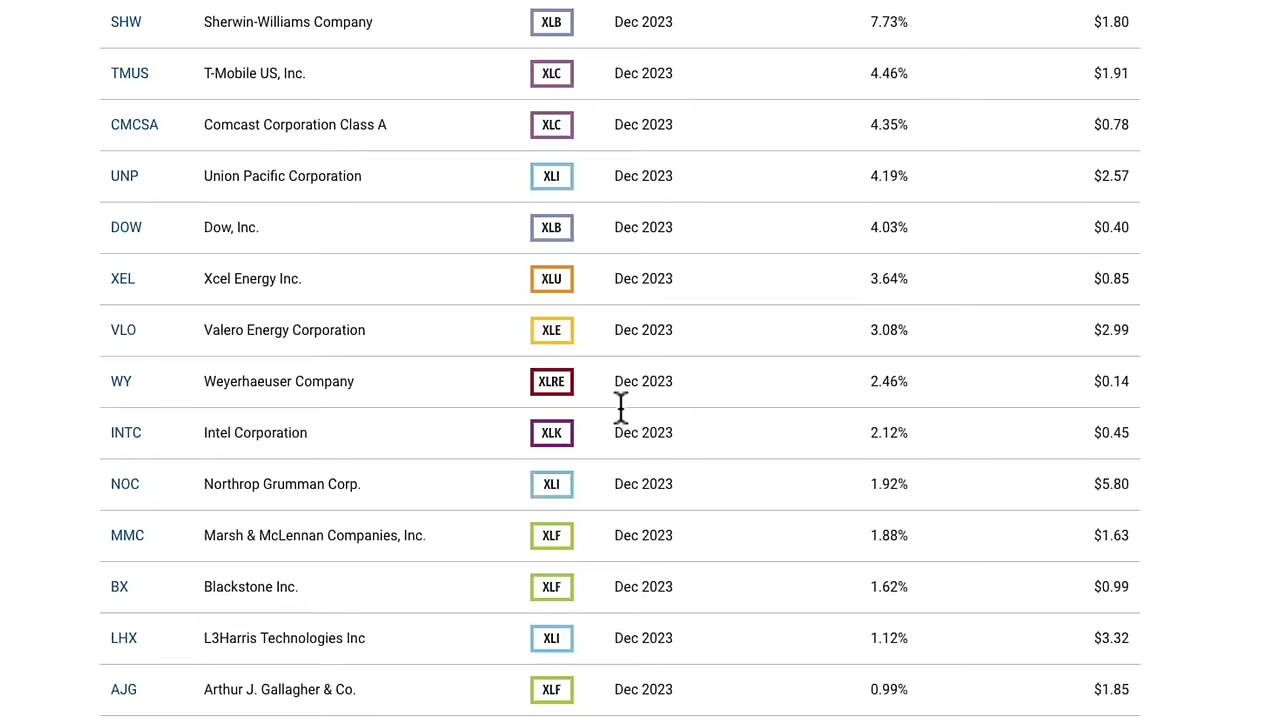 SHW Sherwin-Williams Company XLB Dec 2023 7.73% $1.80
TMUS T-Mobile US, Inc. XLC Dec 2023 4.46% $1.91
CMCSA Comcast Corporation Class A XLC Dec 2023 4.35% $0.78
UNP Union Pacific Corporation XLI Dec 2023 4.19% $2.57
DOW Dow, Inc. XLB Dec 2023 4.03% $0.40
XEL Xcel Energy Inc. XLU Dec 2023 3.64% $0.85
VLO Valero Energy Corporation XLE Dec 2023 3.08% $2.99
WY Weyerhaeuser Company XLRE Dec 2023 2.46% $0.14
INTC Intel Corporation XLK Dec 2023 2.12% $0.45
NOC Northrop Grumman Corp. XLI Dec 2023 1.92% $5.80
MMC Marsh & McLennan Companies, Inc. XLF Dec 2023 1.88% $1.63
BX Blackstone Inc. XLF Dec 2023 1.62% $0.99
LHX L3Harris Technologies Inc XLI Dec 2023 1.12% $3.32
AJG Arthur J. Gallagher & Co. XLF Dec 2023 0.99% $1.85